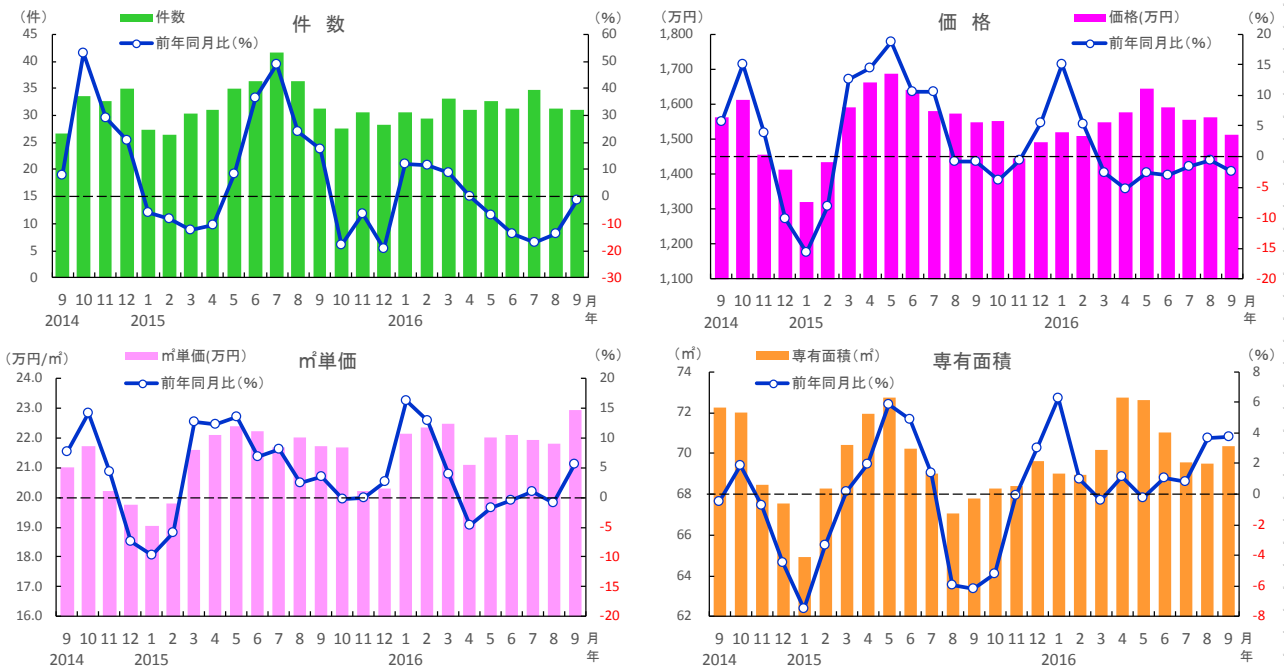 件 数
(件)
(%)
件数
前年同月比(%)
45 40 35 30 25 20 15 10 5 0
60 50 40 30 20 10 0 -10 -20 -30
9 10 11 12 1 2 3 4 5 6 7 8 9 10 11 12 1 2 3 4 5 6 7 8 9 月
2014 2015 2016 年
価 格
(万円)
(%)
価格(万円)
前年同月比(%)
1,800 1,700 1,600 1,500 1,400 1,300 1,200 1,100
20 15 10 5 0 -5 -10 -15 -20
9 10 11 12 1 2 3 4 5 6 7 8 9 10 11 12 1 2 3 4 5 6 7 8 9 月
2014 2015 2016 年
㎡単価
(万円/㎡)
(%)
㎡単価(万円)
前年同月比(%)
24.0 23.0 22.0 21.0 20.0 19.0 18.0 17.0 16.0
20 15 10 5 0 -5 -10 -15 -20
9 10 11 12 1 2 3 4 5 6 7 8 9 10 11 12 1 2 3 4 5 6 7 8 9 月
2014 2015 2016 年
専有面積
(㎡)
(%)
専有面積(㎡)
前年同月比(%)
74 72 70 68 66 64 62
8 6 4 2 0 -2 -4 -6 -8
9 10 11 12 1 2 3 4 5 6 7 8 9 10 11 12 1 2 3 4 5 6 7 8 9 月
2014 2015 2016 年